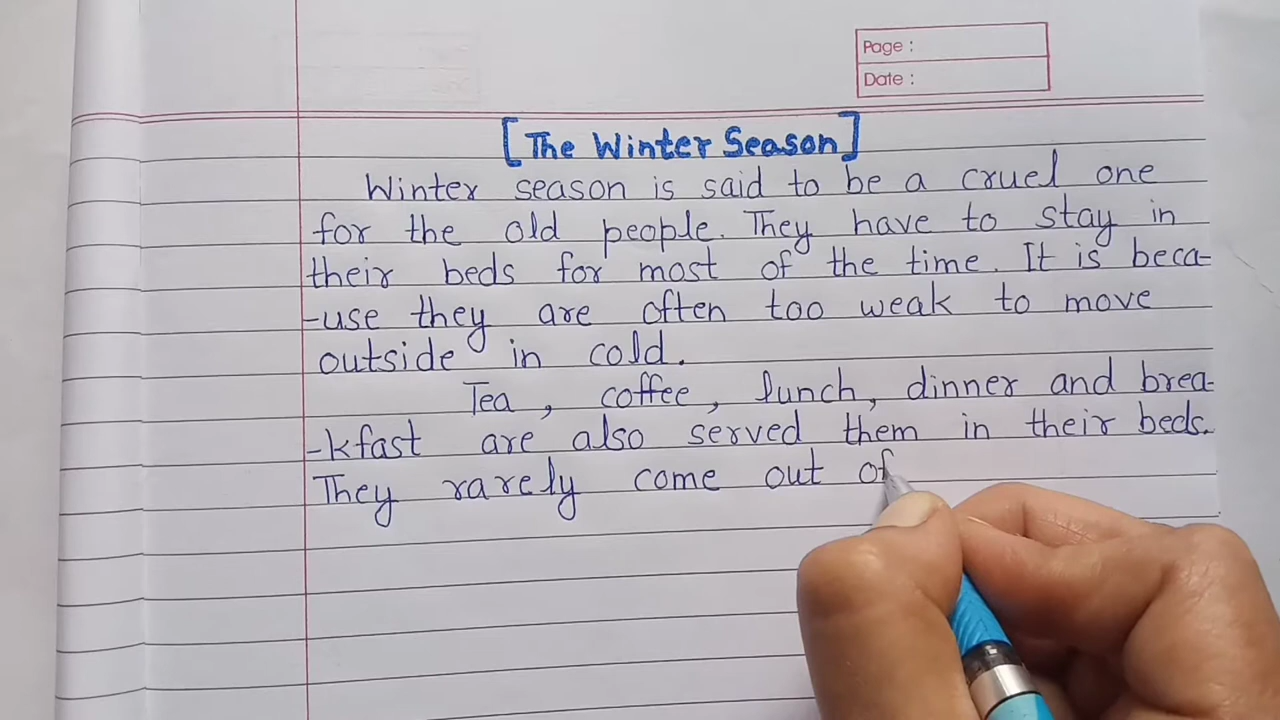 Page :
Date :
[The Winter Season]
Winter season is said to be a cruel one
for the old people. They have to stay in
their beds for most of the time. It is beca-
-use they are often too weak to move
outside in cold.
Tea, coffee, lunch, dinner and brea-
-kfast are also served them in their beds.
They rarely come out of